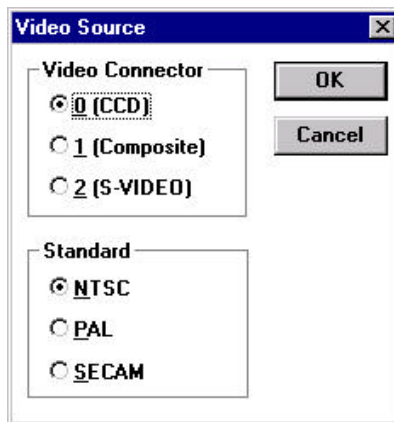 Video Source
Video Connector
0 (CCD)
1 (Composite)
2 (S-VIDEO)
OK
Cancel
Standard
NTSC
PAL
SECAM